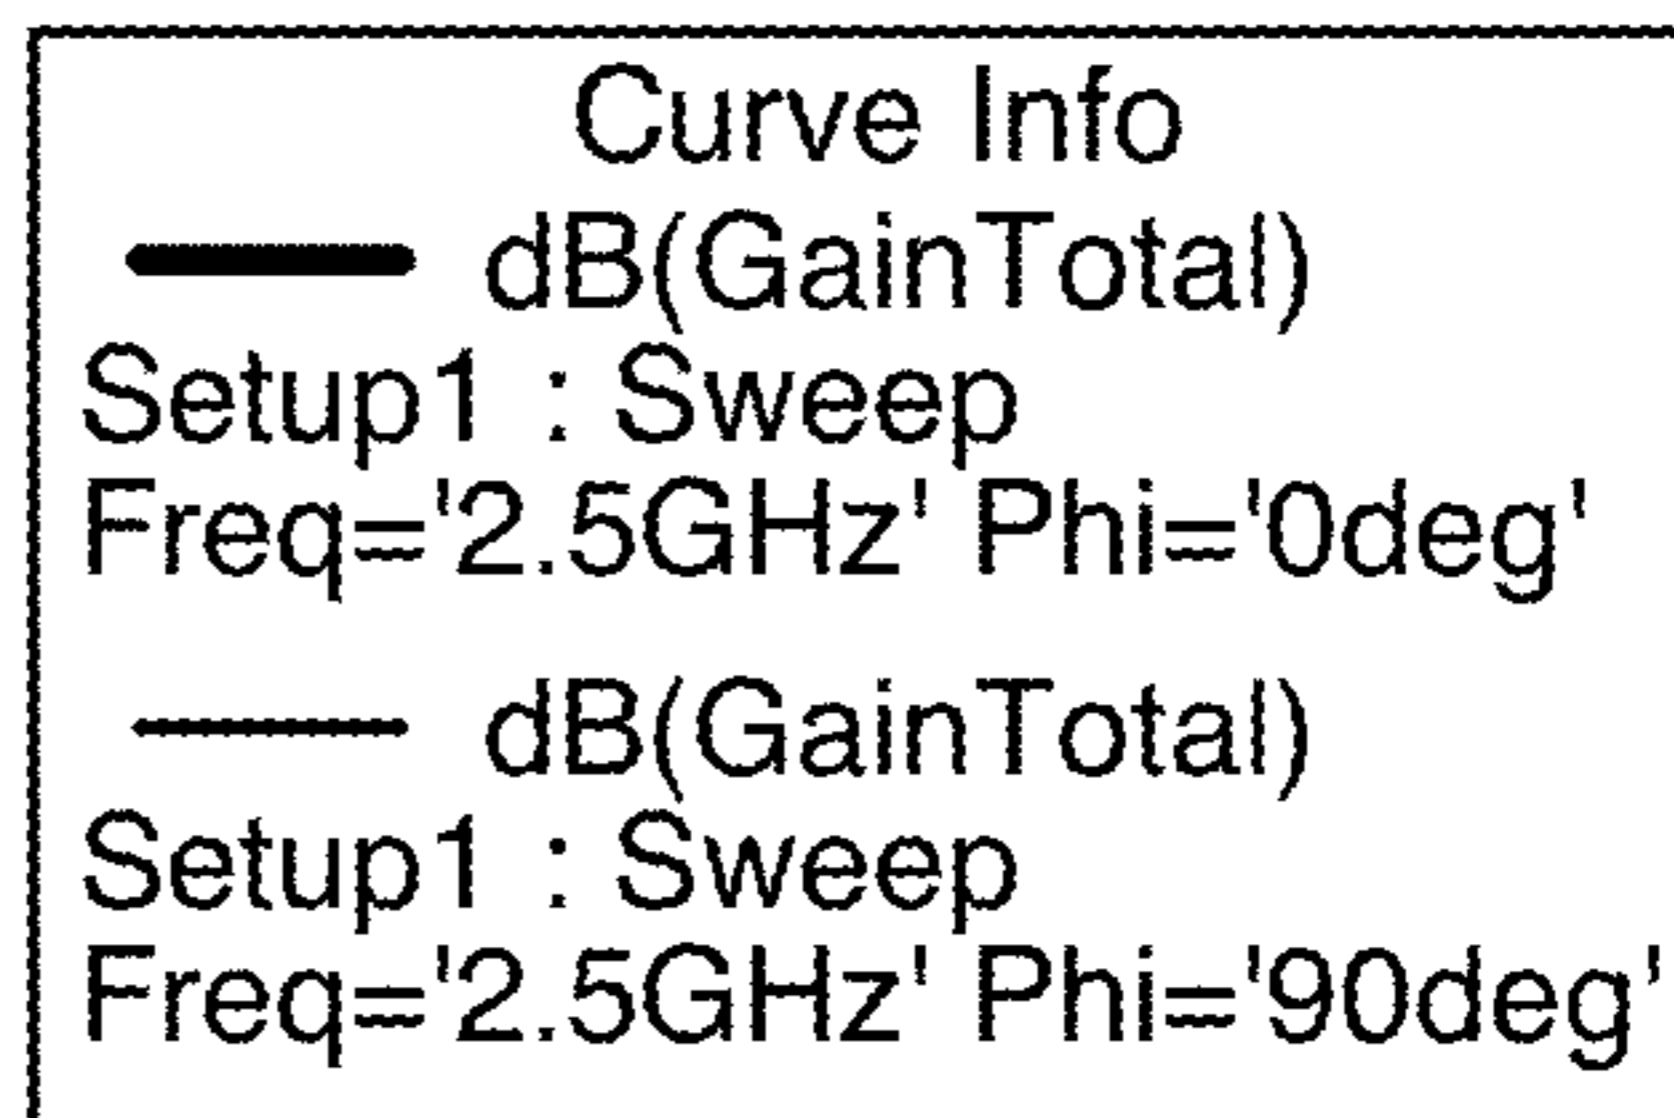 Curve Info
dB(GainTotal)
Setup1 : Sweep
Freq='2.5GHz' Phi='0deg'
dB(GainTotal)
Setup1 : Sweep
Freq='2.5GHz' Phi='90deg'